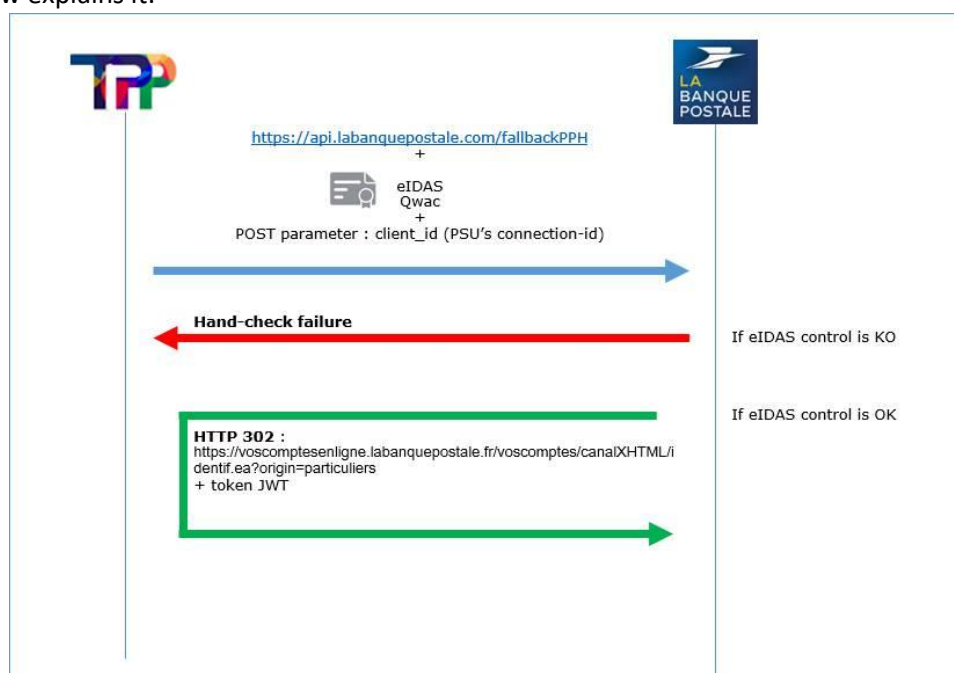 w explains it:
TPP
LA
BANQUE
POSTALE
https://api.labanquepostale.com/fallbackPPH
+
eIDAS
Qwac
+
POST parameter : client_id (PSU's connection-id)
Hand-check failure
If eIDAS control is KO
If eIDAS control is OK
HTTP 302 :
https://voscomptesenligne.labanquepostale.fr/voscomptes/canalXHTML/i
dentif.ea?origin=particuliers
+ token JWT